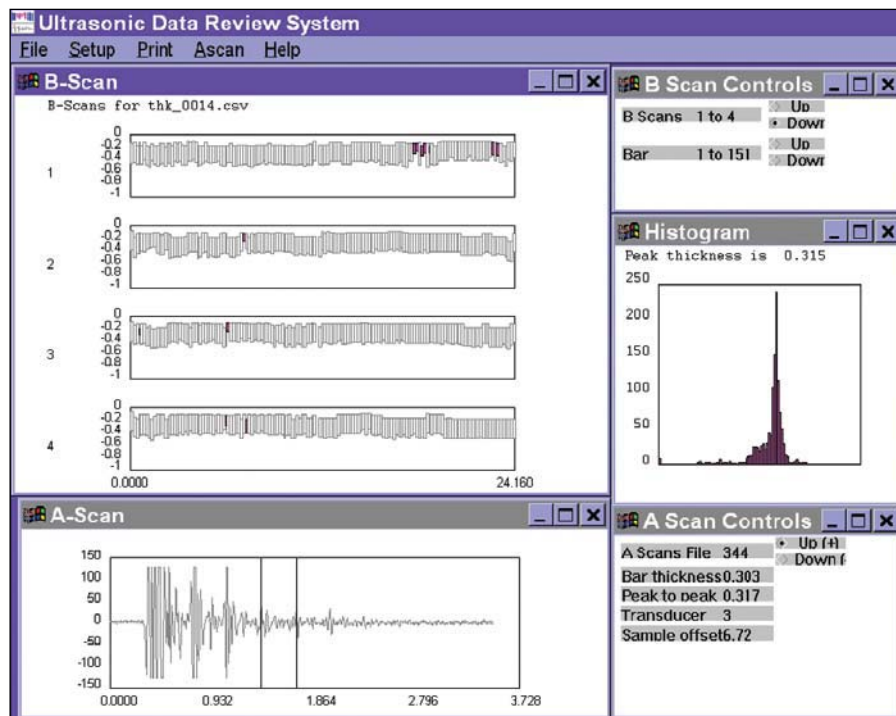 Ultrasonic Data Review System
File Setup Print Ascan Help
B-Scan
B-Scans for thk_0014.csv
1
0
-0.2
-0.4
-0.6
-0.8
-1
2
0
-0.2
-0.4
-0.6
-0.8
-1
3
0
-0.2
-0.4
-0.6
-0.8
-1
4
0
-0.2
-0.4
-0.6
-0.8
-1
0.0000 24.160
B Scan Controls
B Scans 1 to 4 Up
Down
Bar 1 to 151 Up
Down
Histogram
Peak thickness is 0.315
250
200
150
100
50
0
A-Scan
150
100
50
0
-50
-100
-150
0.0000 0.932 1.864 2.796 3.728
A Scan Controls
A Scans File 344 Up (+)
Down (-
Bar thickness 0.303
Peak to peak 0.317
Transducer 3
Sample offset 6.72